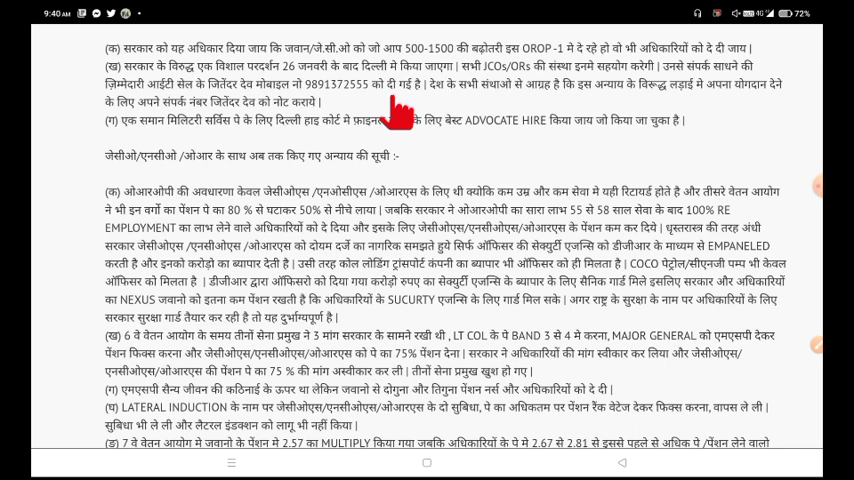 9:40 AM
72%
(क) सरकार को यह अधिकार दिया जाय कि जवान/जे.सी.ओ को जो आप 500-1500 की बढ़ोतरी इस OROP -1 मे दे रहे हो वो भी अधिकारियों को दे दी जाय |
(ख) सरकार के विरुद्ध एक विशाल परदर्शन 26 जनवरी के बाद दिल्ली मे किया जाएगा | सभी JCOs/ORs की संस्था इनमे सहयोग करेगी | उनसे संपर्क साधने की
ज़िम्मेदारी आईटी सेल के जितेंदर देव मोबाइल नो 9891372555 को दी गई है | देश के सभी संथाओ से आग्रह है कि इस अन्याय के विरूद्ध लड़ाई मे अपना योगदान देने
के लिए अपने संपर्क नंबर जितेंदर देव को नोट कराये |
(ग) एक समान मिलिटरी सर्विस पे के लिए दिल्ली हाइ कोर्ट मे फ़ाइनल के लिए बेस्ट ADVOCATE HIRE किया जाय जो किया जा चुका है |
जेसीओ/एनसीओ /ओआर के साथ अब तक किए गए अन्याय की सूची :-
(क) ओआरओपी की अवधारणा केवल जेसीओएस /एनओसीएस /ओआरएस के लिए थी क्योकि कम उम्र और कम सेवा मे यही रिटायर्ड होते है और तीसरे वेतन आयोग
ने भी इन वर्गो का पेंशन पे का 80 % से घटाकर 50% से नीचे लाया | जबकि सरकार ने ओआरओपी का सारा लाभ 55 से 58 साल सेवा के बाद 100% RE
EMPLOYMENT का लाभ लेने वाले अधिकारियों को दे दिया और इसके लिए जेसीओएस/एनसीओएस/ओआरएस के पेंशन कम कर दिये | धृस्तरास्त्र की तरह अंधी
सरकार जेसीओएस /एनसीओएस /ओआरएस को दोयम दर्जे का नागरिक समझते हुये सिर्फ ऑफिसर की सेक्युर्टी एजन्सि को डीजीआर के माध्यम से EMPANELED
करती है और इनको करोड़ो का ब्यापार देती है | उसी तरह कोल लोडिंग ट्रांसपोर्ट कंपनी का ब्यापार भी ऑफिसर को ही मिलता है | COCO पेट्रोल/सीएनजी पम्प भी केवल
ऑफिसर को मिलता है | डीजीआर द्वारा ऑफिसरो को दिया गया करोड़ो रुपए का सेक्युर्टी एजन्सि के ब्यापार के लिए सैनिक गार्ड मिले इसलिए सरकार और अधिकारियों
का NEXUS जवानो को इतना कम पेंशन रखती है कि अधिकारियों के SUCURTY एजन्सि के लिए गार्ड मिल सके | अगर राष्ट्र के सुरक्षा के नाम पर अधिकारियों के लिए
सरकार सुरक्षा गार्ड तैयार कर रही है तो यह दुर्भाग्यपूर्ण है |
(ख) 6 वे वेतन आयोग के समय तीनों सेना प्रमुख ने 3 मांग सरकार के सामने रखी थी , LT COL के पे BAND 3 से 4 मे करना, MAJOR GENERAL को एमएसपी देकर
पेंशन फिक्स करना और जेसीओएस/एनसीओएस/ओआरएस को पे का 75% पेंशन देना | सरकार ने अधिकारियों की मांग स्वीकार कर लिया और जेसीओएस/
एनसीओएस/ओआरएस की पेंशन पे का 75 % की मांग अस्वीकार कर ली | तीनों सेना प्रमुख खुश हो गए |
(ग) एमएसपी सैन्य जीवन की कठिनाई के ऊपर था लेकिन जवानो से दोगुना और तिगुना पेंशन नर्स और अधिकारियों को दे दी |
(घ) LATERAL INDUCTION के नाम पर जेसीओएस/एनसीओएस/ओआरएस के दो सुबिधा, पे का अधिकतम पर पेंशन रैंक वेटेज देकर फिक्स करना, वापस ले ली |
सुबिधा भी ले ली और लैटरल इंडक्शन को लागू भी नहीं किया |
(ङ) 7 वे वेतन आयोग मे जवानो के पेंशन मे 2.57 का MULTIPLY किया गया जबकि अधिकारियों के पे मे 2.67 से 2.81 से इससे पहले से अधिक पे /पेंशन लेने वालो